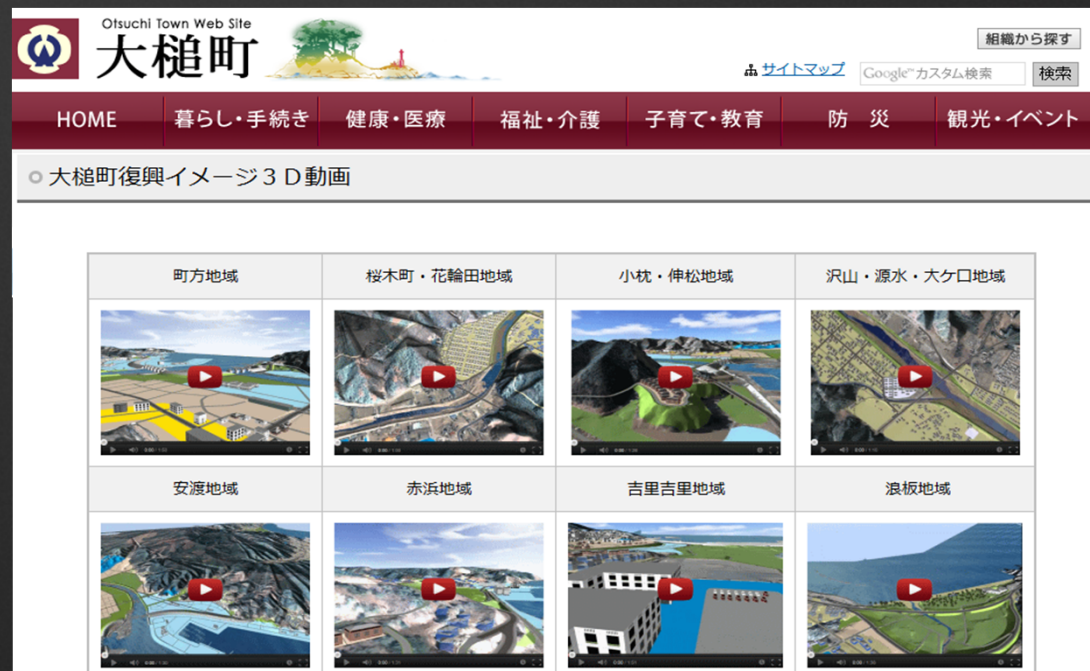 Otsuchi Town Web Site
大槌町
組織から探す
サイトマップ
Google™カスタム検索
検索
HOME 暮らし・手続き 健康・医療 福祉・介護 子育て・教育 防 災 観光・イベント
大槌町復興イメージ3D動画
町方地域 桜木町・花輪田地域 小枕・伸松地域 沢山・源水・大ケ口地域
安渡地域 赤浜地域 吉里吉里地域 浪板地域